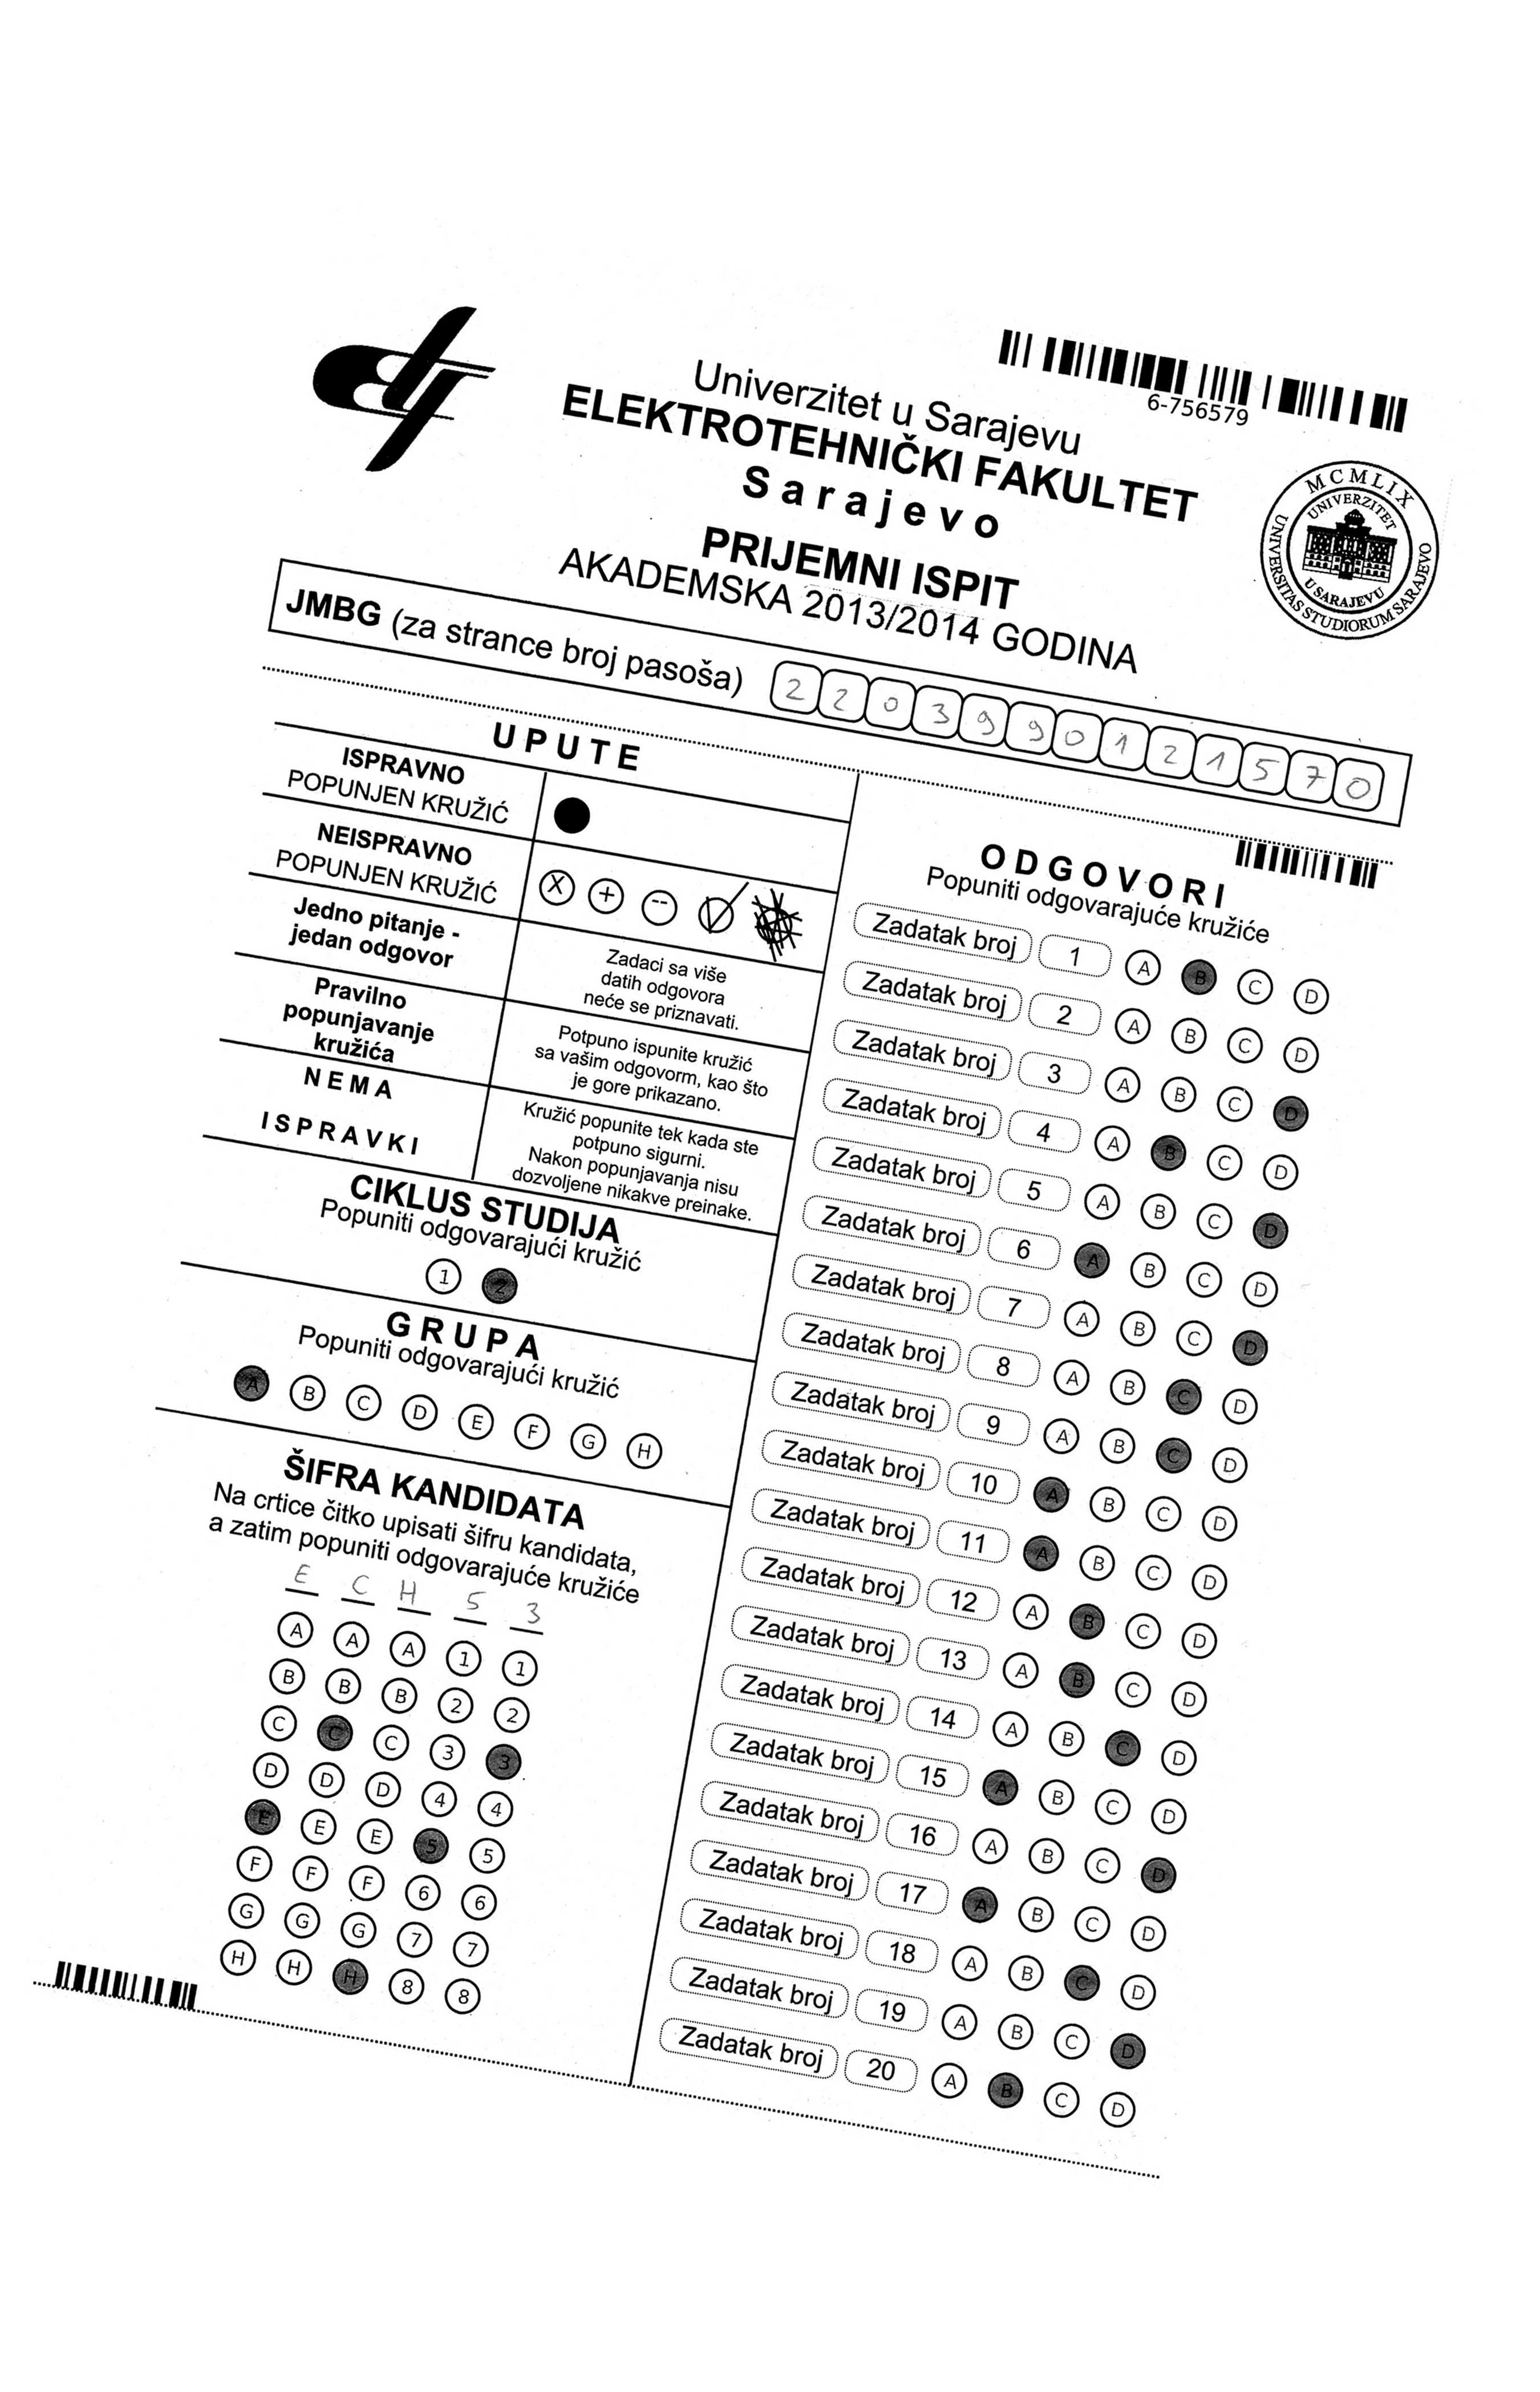 6-756579
Univerzitet u Sarajevu
ELEKTROTEHNIČKI FAKULTET
Sarajevo
PRIJEMNI ISPIT
AKADEMSKA 2013/2014 GODINA
MCMLIX
UNIVERZITET
U SARAJEVU
UNIVERSITAS STUDIORUM SARAJEVO
JMBG (za strance broj pasoša) 2 2 0 3 9 9 0 1 2 1 5 7 0
UPUTE
ISPRAVNO
POPUNJEN KRUŽIĆ
NEISPRAVNO
POPUNJEN KRUŽIĆ X + --
Jedno pitanje -
jedan odgovor
Zadaci sa više
datih odgovora
neće se priznavati.
Pravilno
popunjavanje
kružića
Potpuno ispunite kružić
sa vašim odgovorm, kao što
je gore prikazano.
NEMA
ISPRAVKI
Kružić popunite tek kada ste
potpuno sigurni.
Nakon popunjavanja nisu
dozvoljene nikakve preinake.
CIKLUS STUDIJA
Popuniti odgovarajući kružić
1 2
GRUPA
Popuniti odgovarajući kružić
A B C D E F G H
ŠIFRA KANDIDATA
Na crtice čitko upisati šifru kandidata,
a zatim popuniti odgovarajuće kružiće
E C H 5 3
A A A 1 1
B B B 2 2
C C C 3 3
D D D 4 4
E E E 5 5
F F F 6 6
G G G 7 7
H H H 8 8
ODGOVORI
Popuniti odgovarajuće kružiće
Zadatak broj 1 A B C D
Zadatak broj 2 A B C D
Zadatak broj 3 A B C D
Zadatak broj 4 A B C D
Zadatak broj 5 A B C D
Zadatak broj 6 A B C D
Zadatak broj 7 A B C D
Zadatak broj 8 A B C D
Zadatak broj 9 A B C D
Zadatak broj 10 A B C D
Zadatak broj 11 A B C D
Zadatak broj 12 A B C D
Zadatak broj 13 A B C D
Zadatak broj 14 A B C D
Zadatak broj 15 A B C D
Zadatak broj 16 A B C D
Zadatak broj 17 A B C D
Zadatak broj 18 A B C D
Zadatak broj 19 A B C D
Zadatak broj 20 A B C D